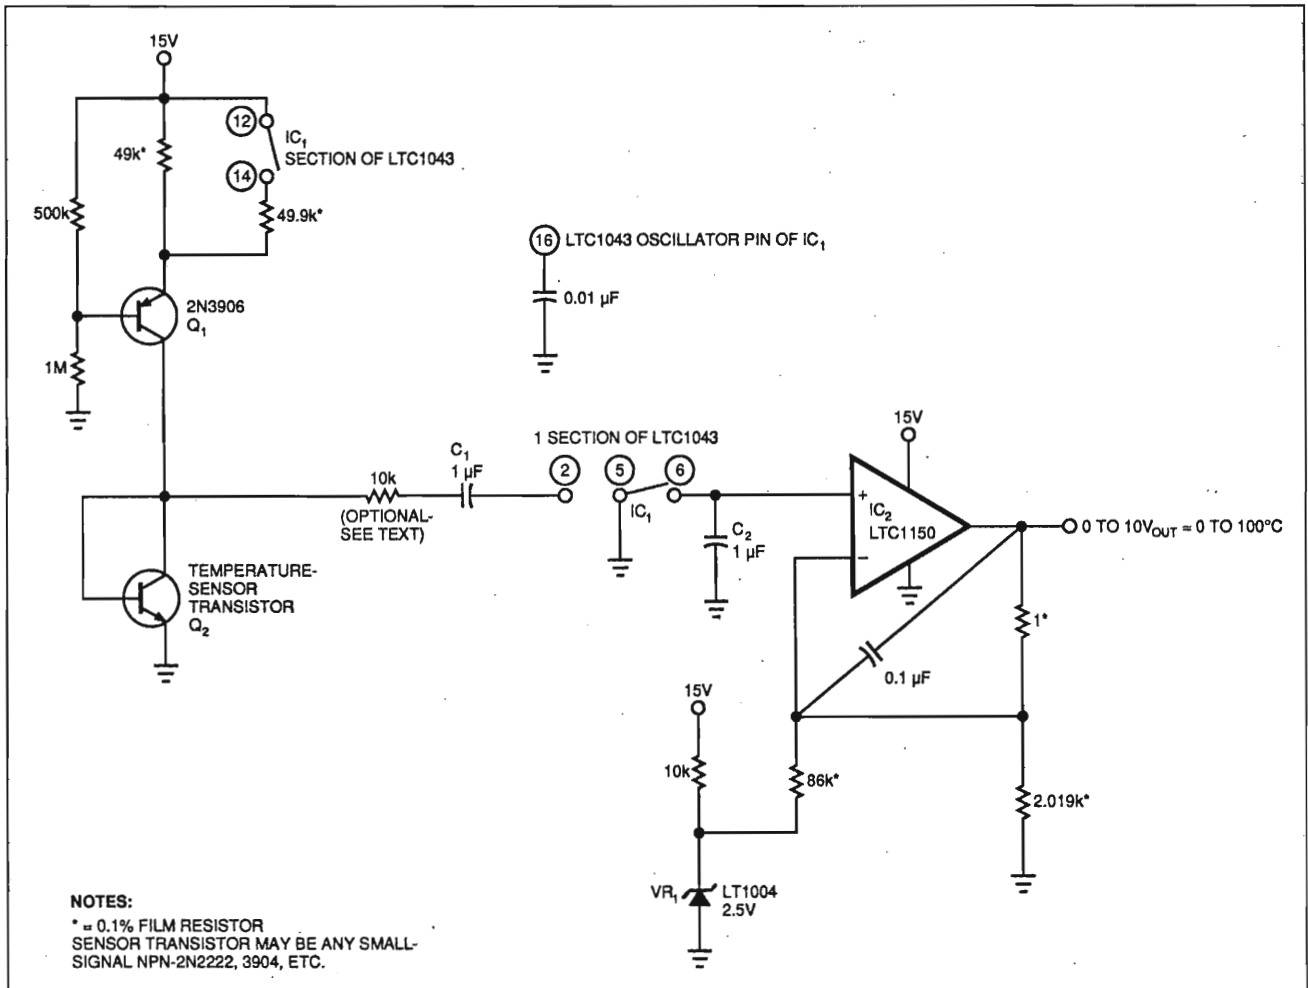 15V
12
IC1
SECTION OF LTC1043
49k*
14
500k
49.9k*
16 LTC1043 OSCILLATOR PIN OF IC1
0.01 µF
2N3906
Q1
1M
15V
1 SECTION OF LTC1043
C1
1 µF
2
5
6
10k
(OPTIONAL-
SEE TEXT)
IC1
+
IC2
LTC1150
−
C2
1 µF
0 TO 10VOUT = 0 TO 100°C
TEMPERATURE-
SENSOR
TRANSISTOR
Q2
1*
0.1 µF
15V
10k
86k*
2.019k*
VR1
LT1004
2.5V
NOTES:
* = 0.1% FILM RESISTOR
SENSOR TRANSISTOR MAY BE ANY SMALL-
SIGNAL NPN-2N2222, 3904, ETC.